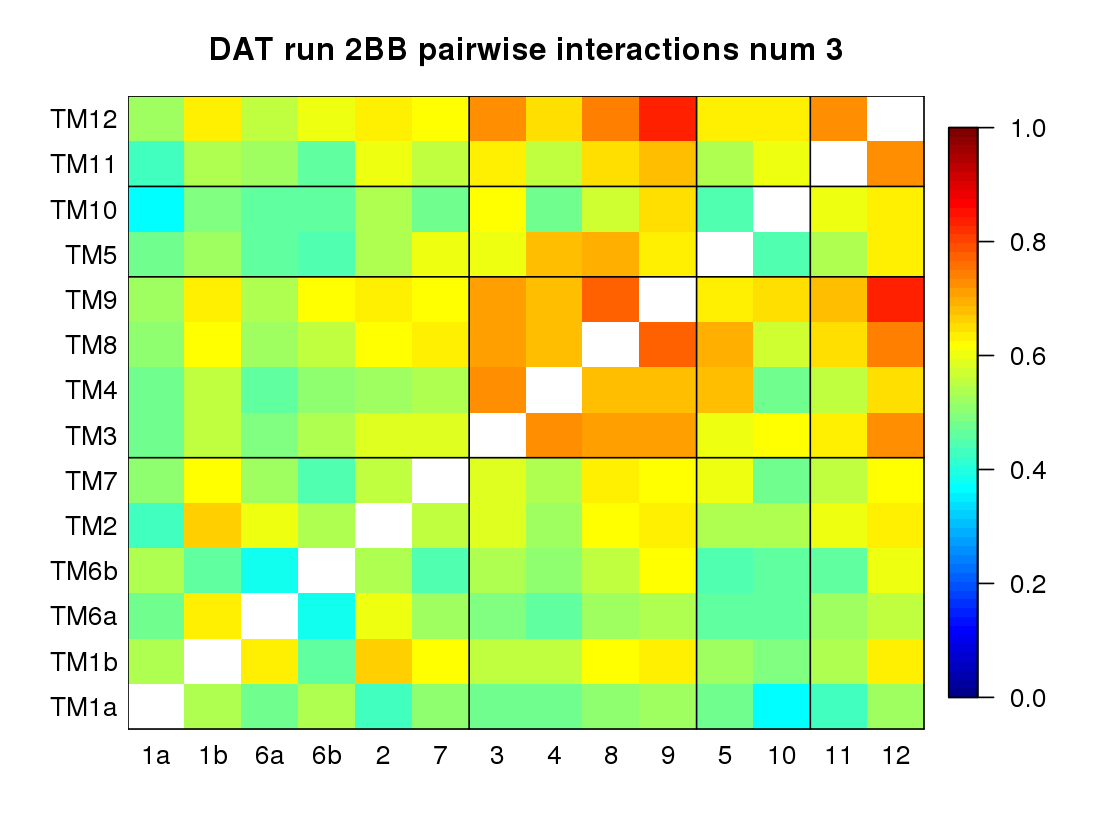 DAT run 2BB pairwise interactions num 3
TM12
TM11
TM10
TM5
TM9
TM8
TM4
TM3
TM7
TM2
TM6b
TM6a
TM1b
TM1a
1a 1b 6a 6b 2 7 3 4 8 9 5 10 11 12
1.0
0.8
0.6
0.4
0.2
0.0